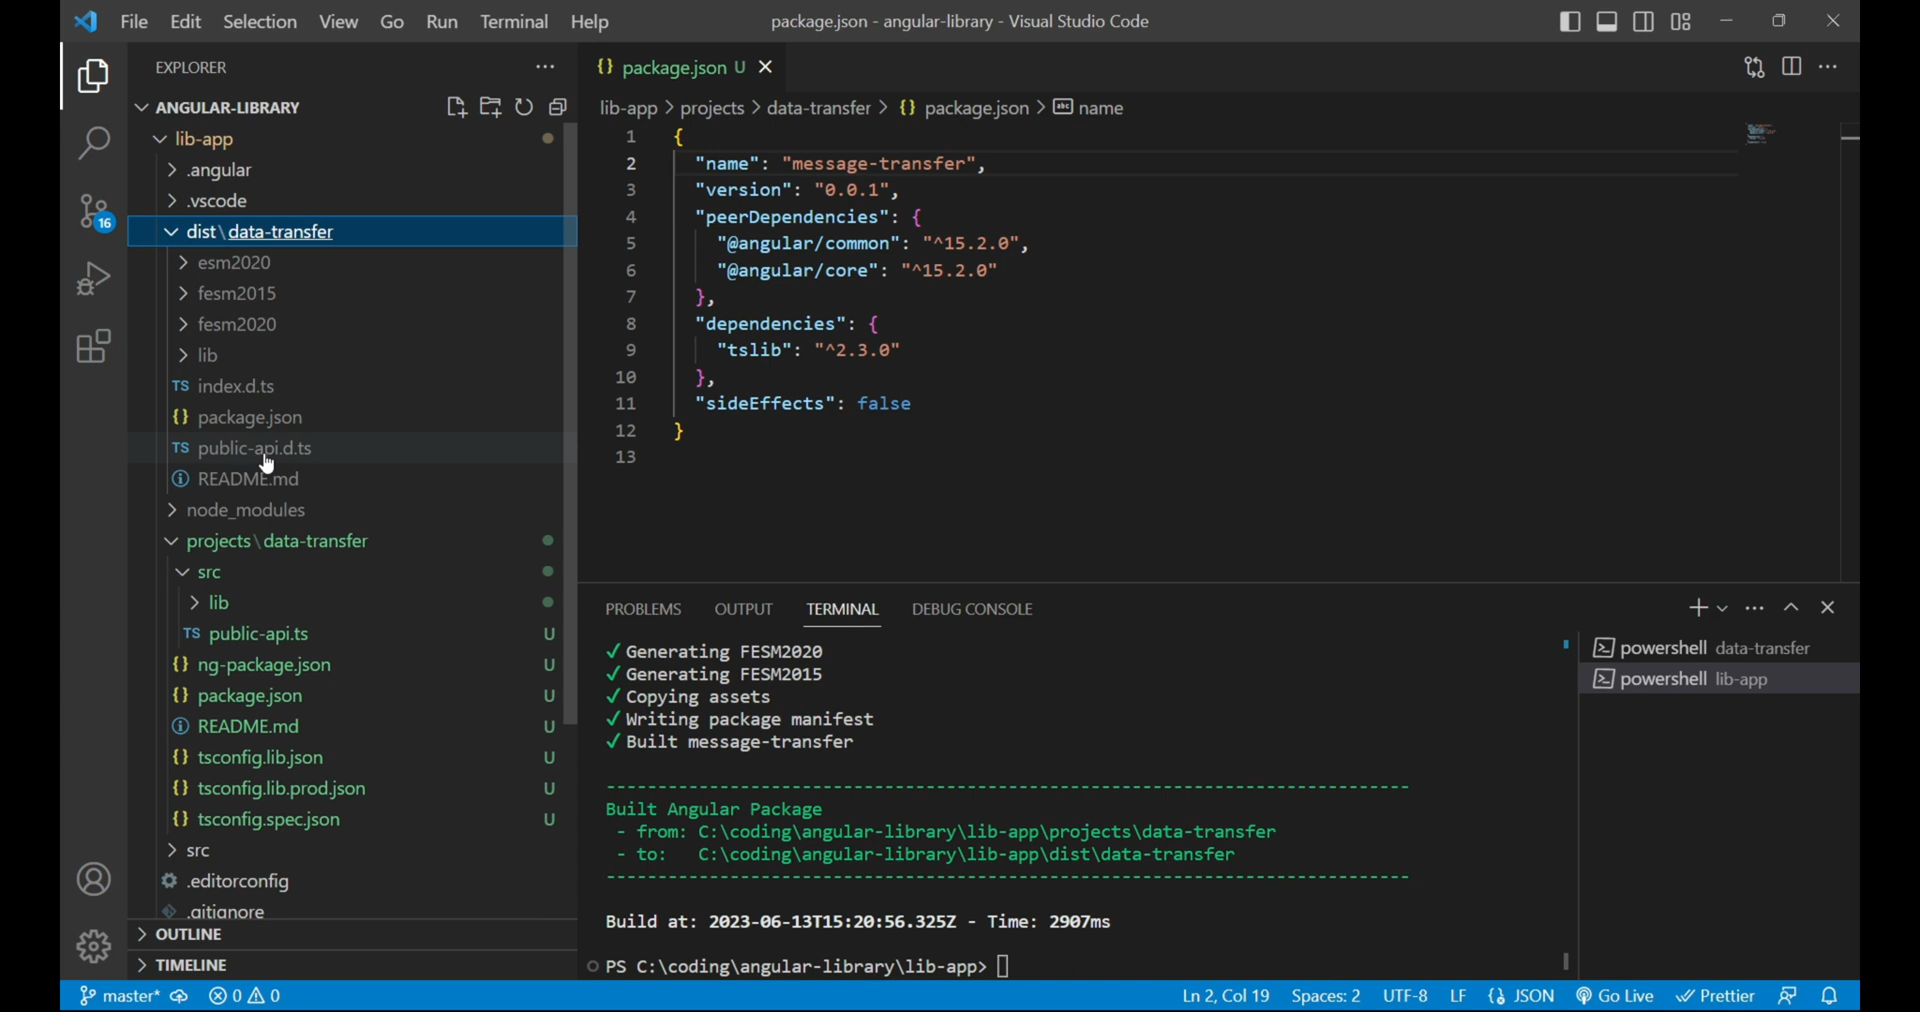 File Edit Selection View Go Run Terminal Help
package.json - angular-library - Visual Studio Code
EXPLORER
ANGULAR-LIBRARY
lib-app
.angular
.vscode
dist\data-transfer
esm2020
fesm2015
fesm2020
lib
TS index.d.ts
{} package.json
TS public-api.d.ts
README.md
node_modules
projects\data-transfer
src
lib
TS public-api.ts U
{} ng-package.json U
{} package.json U
README.md U
{} tsconfig.lib.json U
{} tsconfig.lib.prod.json U
{} tsconfig.spec.json U
src
.editorconfig
.gitignore
OUTLINE
TIMELINE
16
{} package.json U
lib-app > projects > data-transfer > {} package.json > abc name
1 {
2 "name": "message-transfer",
3 "version": "0.0.1",
4 "peerDependencies": {
5 "@angular/common": "^15.2.0",
6 "@angular/core": "^15.2.0"
7 },
8 "dependencies": {
9 "tslib": "^2.3.0"
10 },
11 "sideEffects": false
12 }
13
PROBLEMS OUTPUT TERMINAL DEBUG CONSOLE
✓ Generating FESM2020
✓ Generating FESM2015
✓ Copying assets
✓ Writing package manifest
✓ Built message-transfer
------------------------------------------------------------------------------
Built Angular Package
- from: C:\coding\angular-library\lib-app\projects\data-transfer
- to: C:\coding\angular-library\lib-app\dist\data-transfer
------------------------------------------------------------------------------
Build at: 2023-06-13T15:20:56.325Z - Time: 2907ms
PS C:\coding\angular-library\lib-app>
powershell data-transfer
powershell lib-app
master* 0 0 Ln 2, Col 19 Spaces: 2 UTF-8 LF {} JSON Go Live Prettier